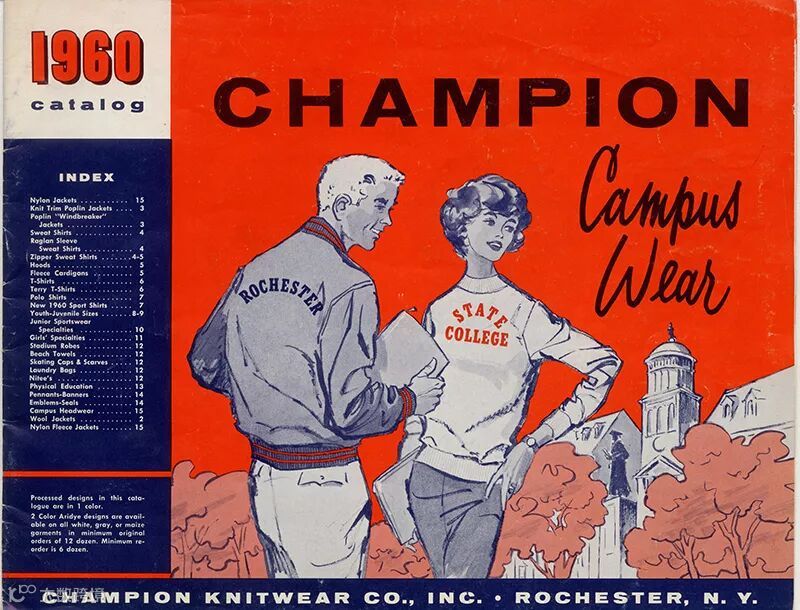 1960
catalog
CHAMPION
Campus
Wear
INDEX
Nylon Jackets . . . . . . . . . . . 15
Knit Trim Poplin Jackets . . . . 3
Poplin "Windbreaker"
Jackets . . . . . . . . . . . . . . 3
Sweat Shirts . . . . . . . . . . . . 4
Raglan Sleeve
Sweat Shirts . . . . . . . . . . . 4
Zipper Sweat Shirts . . . . . . . 4-5
Hoods . . . . . . . . . . . . . . . . 5
Fleece Cardigans . . . . . . . . . 5
T-Shirts . . . . . . . . . . . . . . 6
Terry T-Shirts . . . . . . . . . . . 6
Polo Shirts . . . . . . . . . . . . 7
New 1960 Sport Shirts . . . . . 7
Youth-Juvenile Sizes . . . . . . 8-9
Junior Sportswear
Specialties . . . . . . . . . . . 10
Girls' Specialties . . . . . . . . 11
Stadium Robes . . . . . . . . . . 12
Beach Towels . . . . . . . . . . . 12
Skating Caps & Scarves . . . . 12
Laundry Bags . . . . . . . . . . . 12
Nitee's . . . . . . . . . . . . . . 12
Physical Education . . . . . . . 13
Pennants-Banners . . . . . . . . 14
Emblems-Seals . . . . . . . . . . 14
Campus Headwear . . . . . . . . 15
Wool Jackets . . . . . . . . . . . 2
Nylon Fleece Jackets . . . . . . 15
ROCHESTER
STATE
COLLEGE
Processed designs in this cata-
logue are in 1 color.
2 Color Aridye designs are avail-
able on all white, gray, or maize
garments in minimum original
orders of 12 dozen. Minimum re-
order is 6 dozen.
CHAMPION KNITWEAR CO., INC. • ROCHESTER, N. Y.